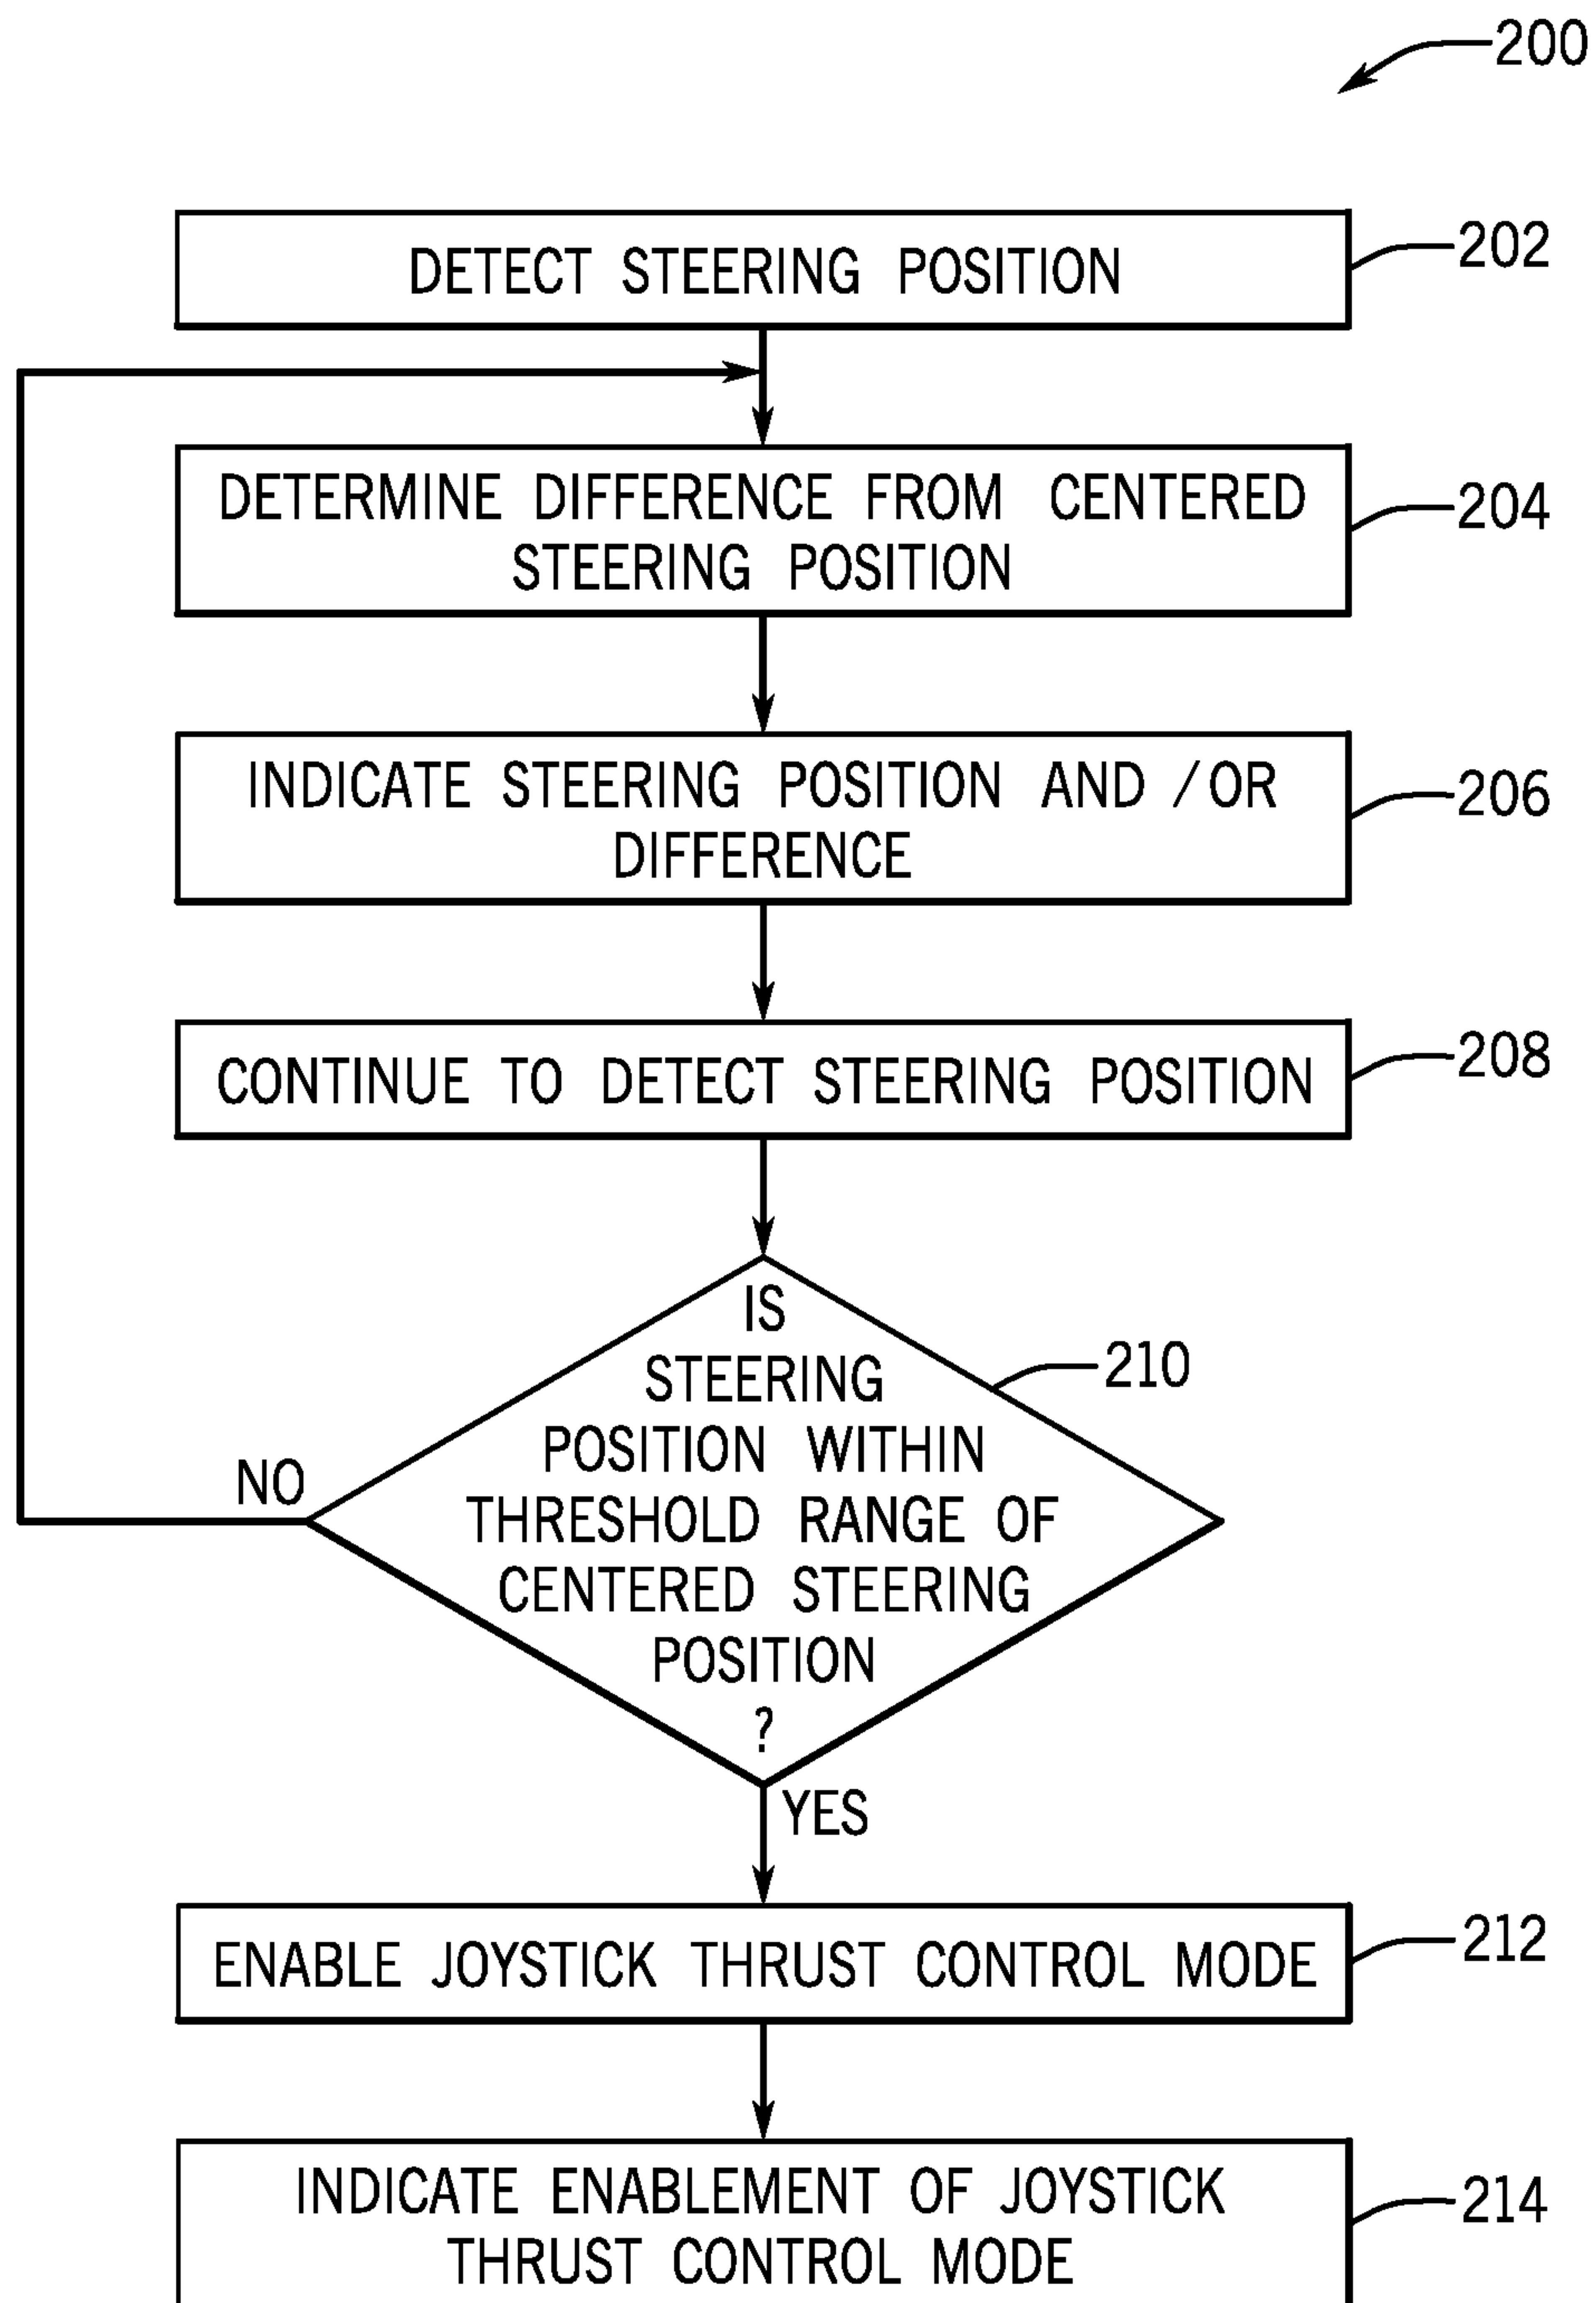 200
DETECT STEERING POSITION
202
DETERMINE DIFFERENCE FROM CENTERED
STEERING POSITION
204
INDICATE STEERING POSITION AND /OR
DIFFERENCE
206
CONTINUE TO DETECT STEERING POSITION
208
IS
STEERING
POSITION WITHIN
THRESHOLD RANGE OF
CENTERED STEERING
POSITION
?
210
NO
YES
ENABLE JOYSTICK THRUST CONTROL MODE
212
INDICATE ENABLEMENT OF JOYSTICK
THRUST CONTROL MODE
214